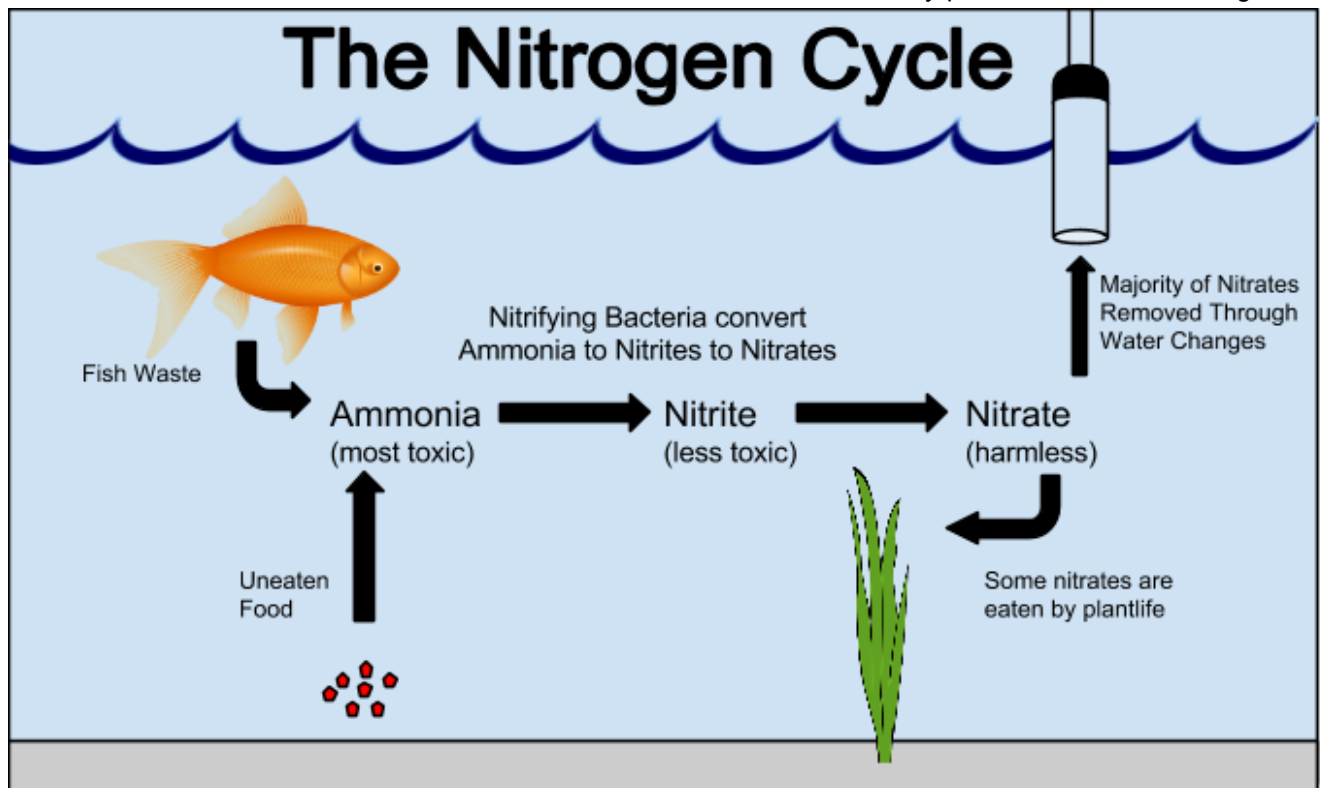 The Nitrogen Cycle
Majority of Nitrates
Removed Through
Water Changes
Nitrifying Bacteria convert
Ammonia to Nitrites to Nitrates
Fish Waste
Ammonia
(most toxic)
Nitrite
(less toxic)
Nitrate
(harmless)
Uneaten
Food
Some nitrates are
eaten by plantlife